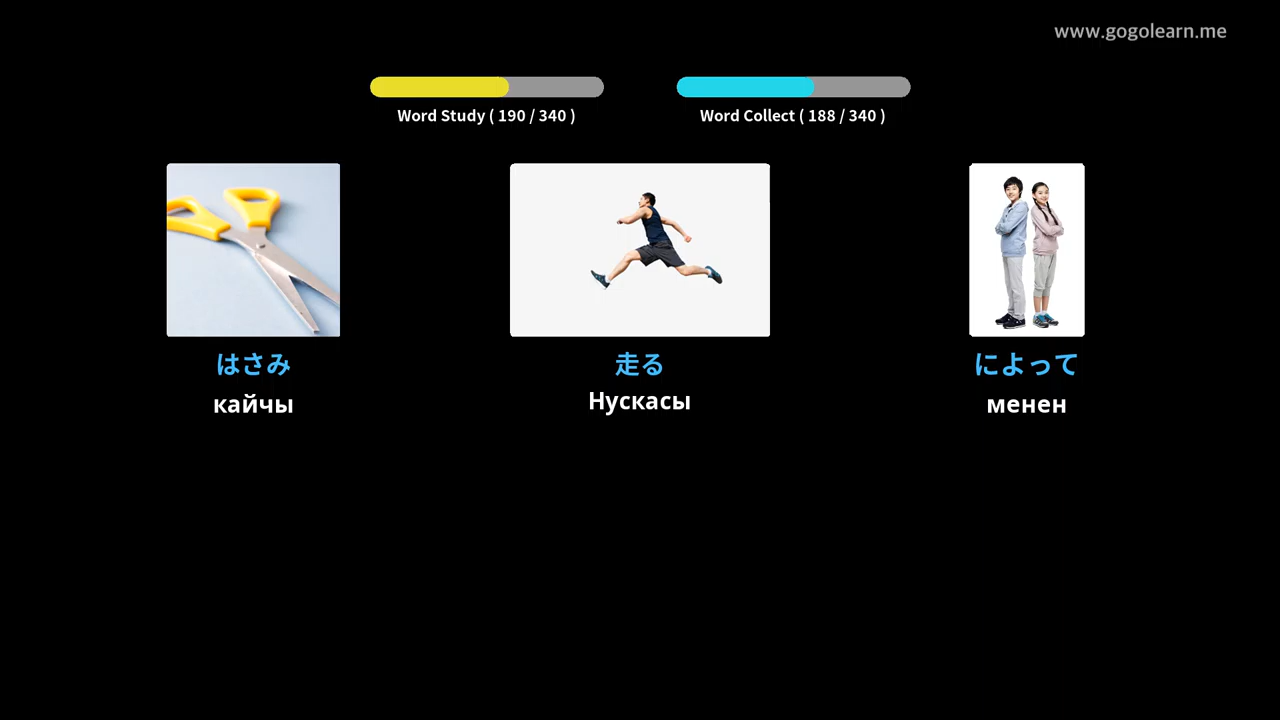 www.gogolearn.me
Word Study ( 190 / 340 )
Word Collect ( 188 / 340 )
はさみ
кайчы
走る
Нускасы
によって
менен